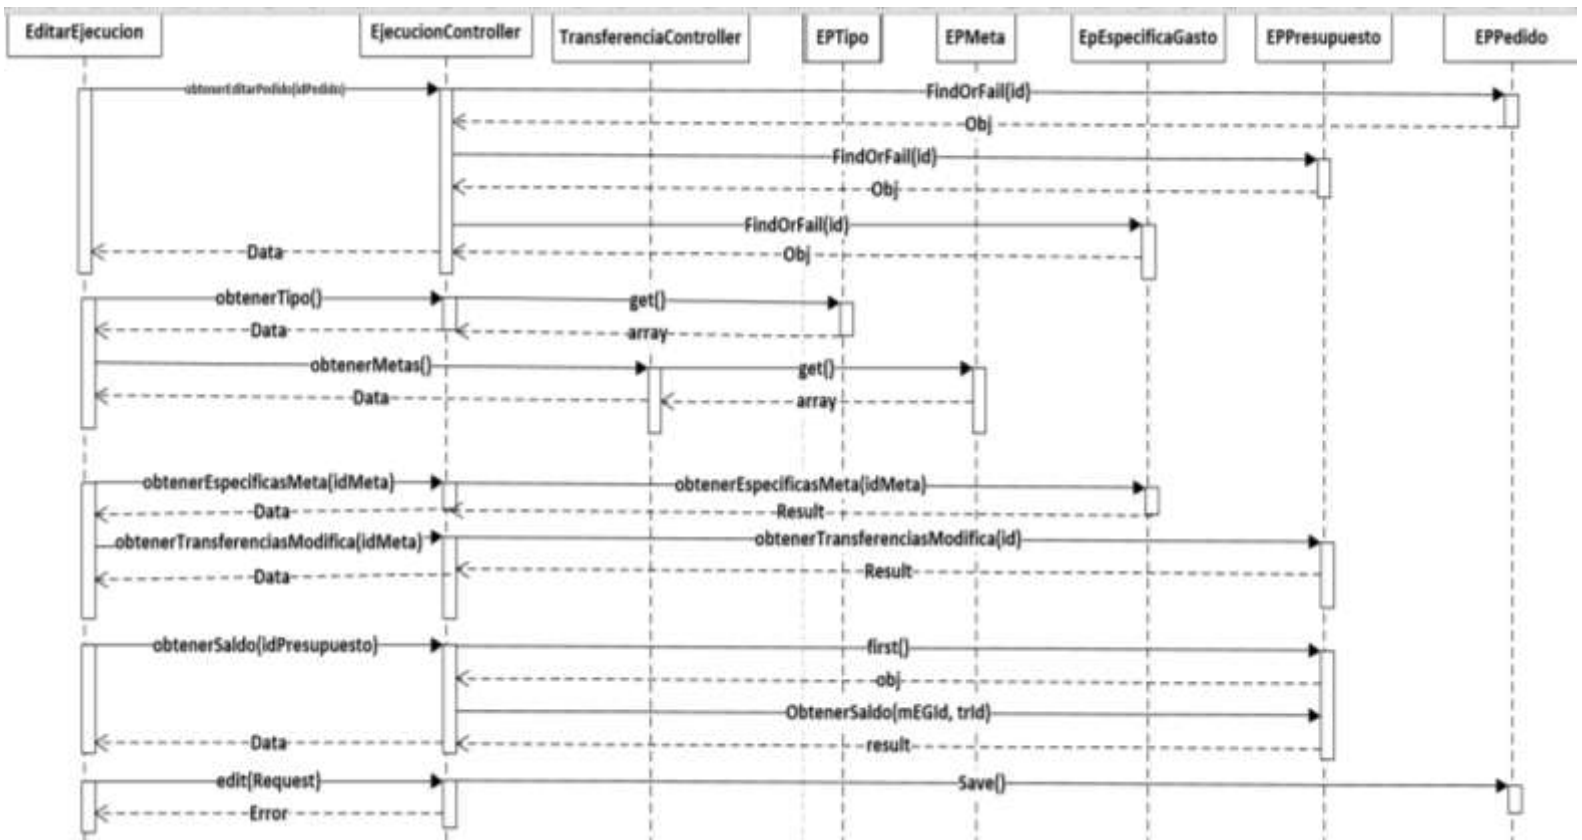 EditarEjecucion
EjecucionController
TransferenciaController
EPTipo
EPMeta
EpEspecificaGasto
EPPresupuesto
EPPedido
obtenerEditarPedido(idPedido)
FindOrFail(id)
Obj
FindOrFail(id)
Obj
FindOrFail(id)
Data
Obj
obtenerTipo()
get()
Data
array
obtenerMetas()
get()
Data
array
obtenerEspecificasMeta(idMeta)
obtenerEspecificasMeta(idMeta)
Data
Result
obtenerTransferenciasModifica(idMeta)
obtenerTransferenciasModifica(id)
Data
Result
obtenerSaldo(idPresupuesto)
first()
obj
ObtenerSaldo(mEGId, trId)
Data
result
edit(Request)
Save()
Error